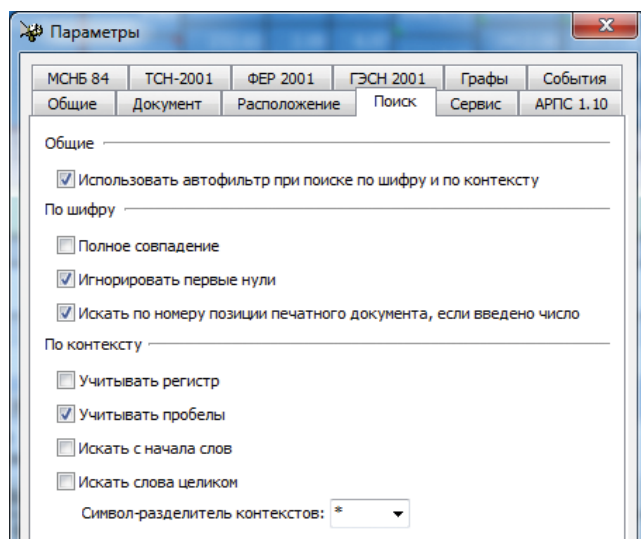 Параметры
МСНБ 84 ТСН-2001 ФЕР 2001 ГЭСН 2001 Графы События
Общие Документ Расположение Поиск Сервис АРПС 1.10
Общие
Использовать автофильтр при поиске по шифру и по контексту
По шифру
Полное совпадение
Игнорировать первые нули
Искать по номеру позиции печатного документа, если введено число
По контексту
Учитывать регистр
Учитывать пробелы
Искать с начала слов
Искать слова целиком
Символ-разделитель контекстов: *